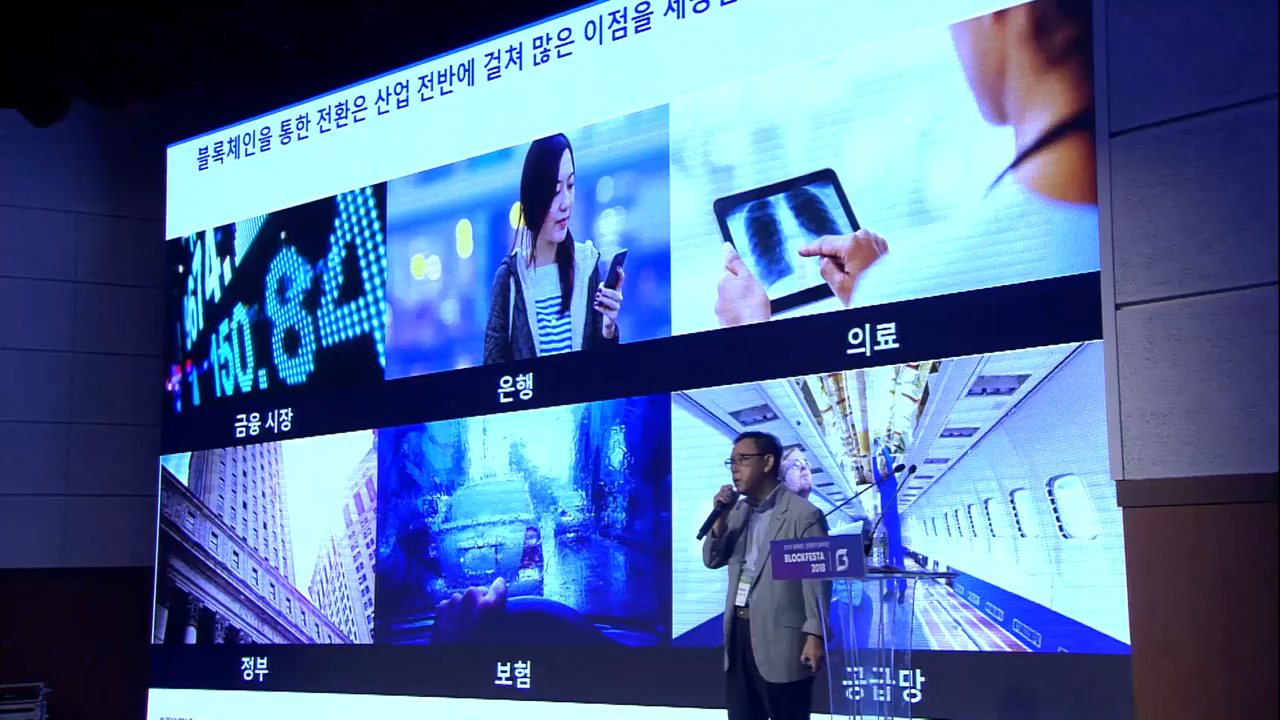 블록체인을 통한 전환은 산업 전반에 걸쳐 많은 이점을
614.
150.84
금융 시장
은행
의료
정부
보험
공급망
BLOCKFESTA
2018